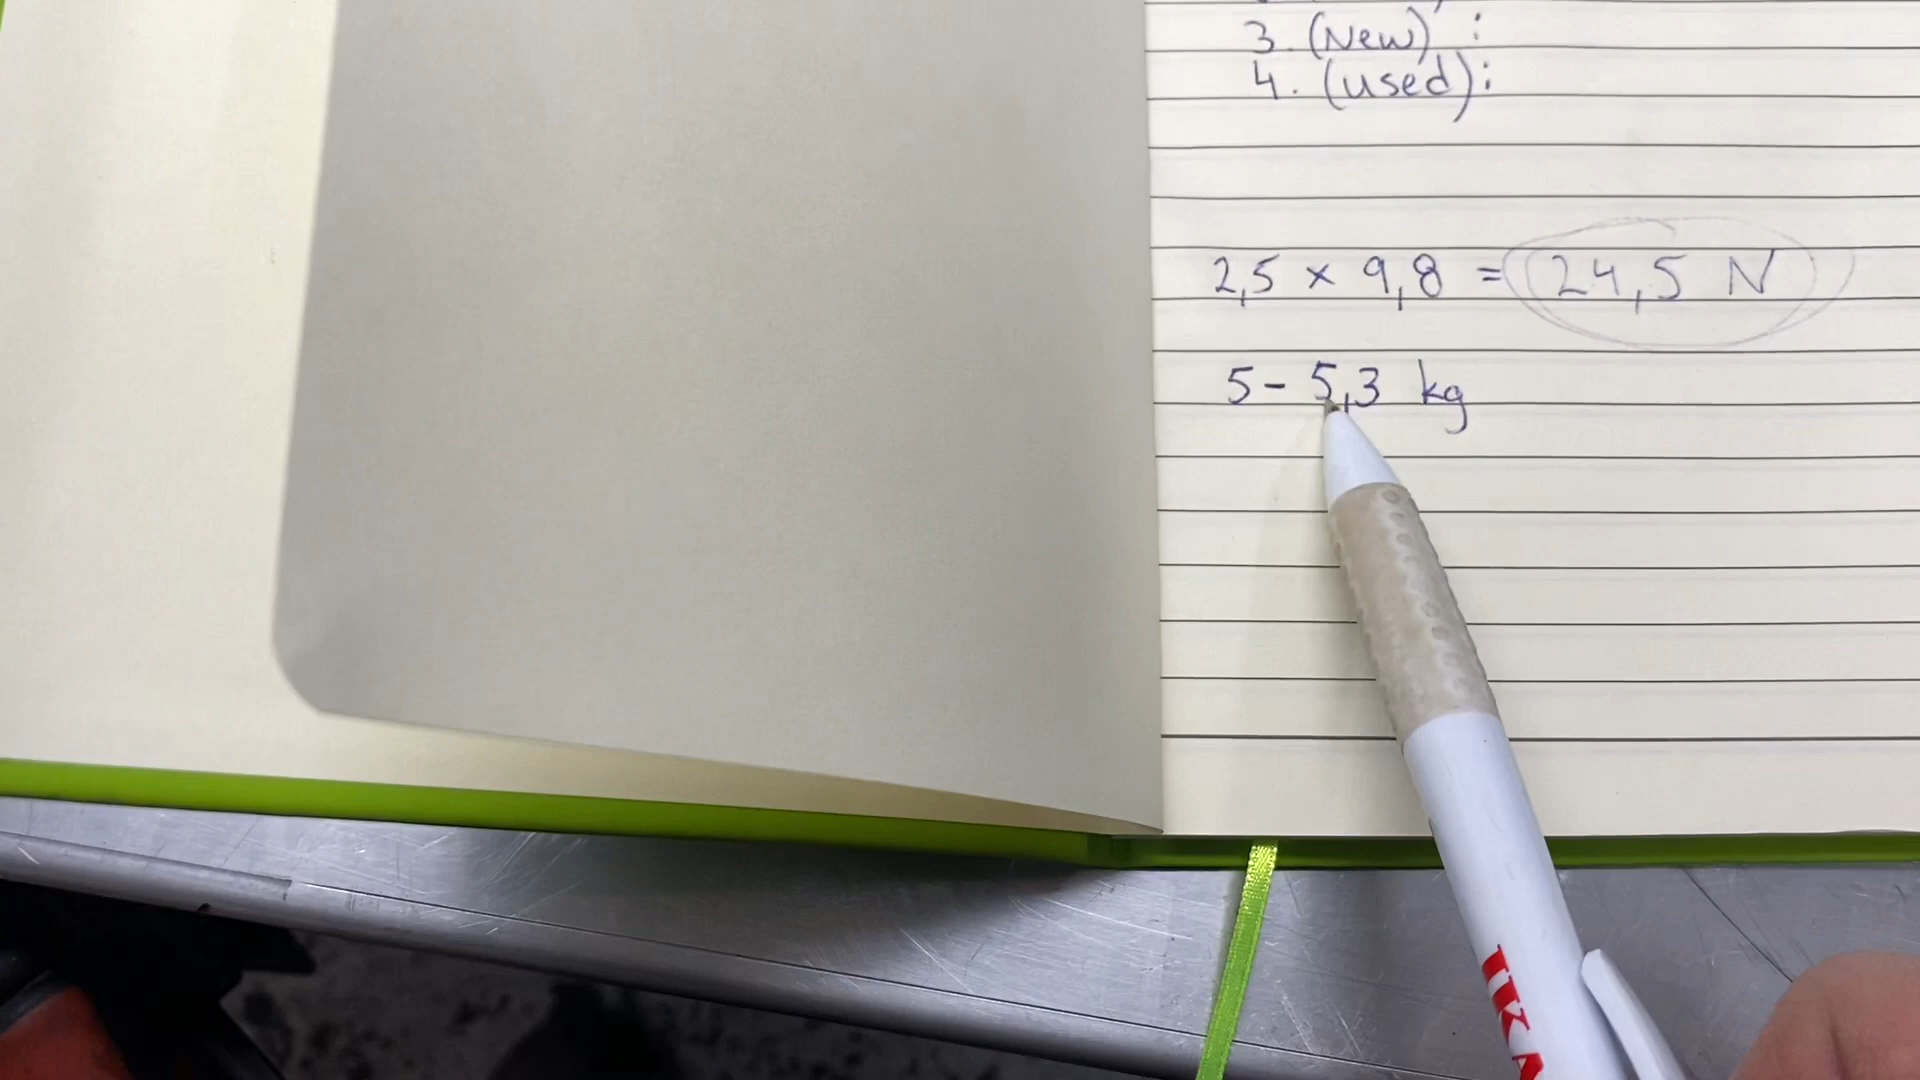 3. (New) :
4. (used):
2,5 × 9,8 = 24,5 N
5 - 5,3 kg